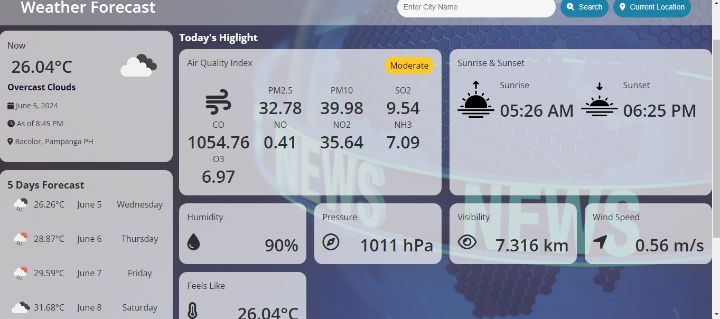 Weather Forecast
Enter City Name
Search
Current Location
Now
26.04°C
Overcast Clouds
June 5, 2024
As of 8:45 PM
Bacolor, Pampanga PH
5 Days Forecast
26.26°C June 5 Wednesday
28.87°C June 6 Thursday
29.59°C June 7 Friday
31.68°C June 8 Saturday
Today's Higlight
Air Quality Index
Moderate
PM2.5 PM10 SO2
32.78 39.98 9.54
CO NO NO2 NH3
1054.76 0.41 35.64 7.09
O3
6.97
Sunrise & Sunset
Sunrise
05:26 AM
Sunset
06:25 PM
NEWS
NEWS
Humidity
90%
Pressure
1011 hPa
Visibility
7.316 km
Wind Speed
0.56 m/s
Feels Like
26.04°C